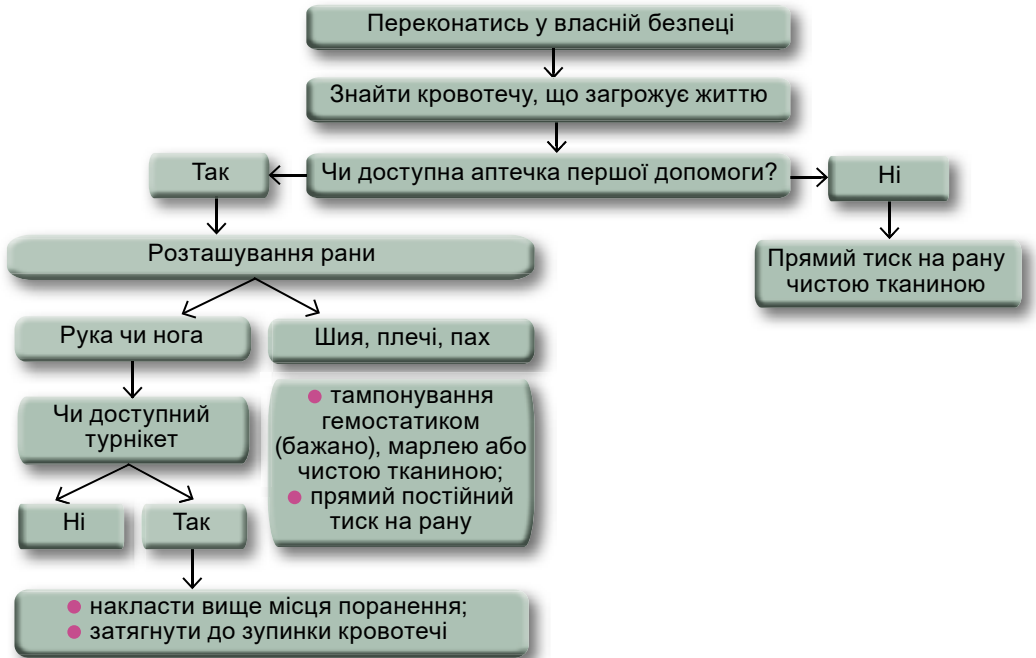 Переконатись у власній безпеці
Знайти кровотечу, що загрожує життю
Так
Чи доступна аптечка першої допомоги?
Ні
Розташування рани
Прямий тиск на рану
чистою тканиною
Рука чи нога
Шия, плечі, пах
Чи доступний
турнікет
● тампонування
гемостатиком
(бажано), марлею або
чистою тканиною;
● прямий постійний
тиск на рану
Ні
Так
● накласти вище місця поранення;
● затягнути до зупинки кровотечі